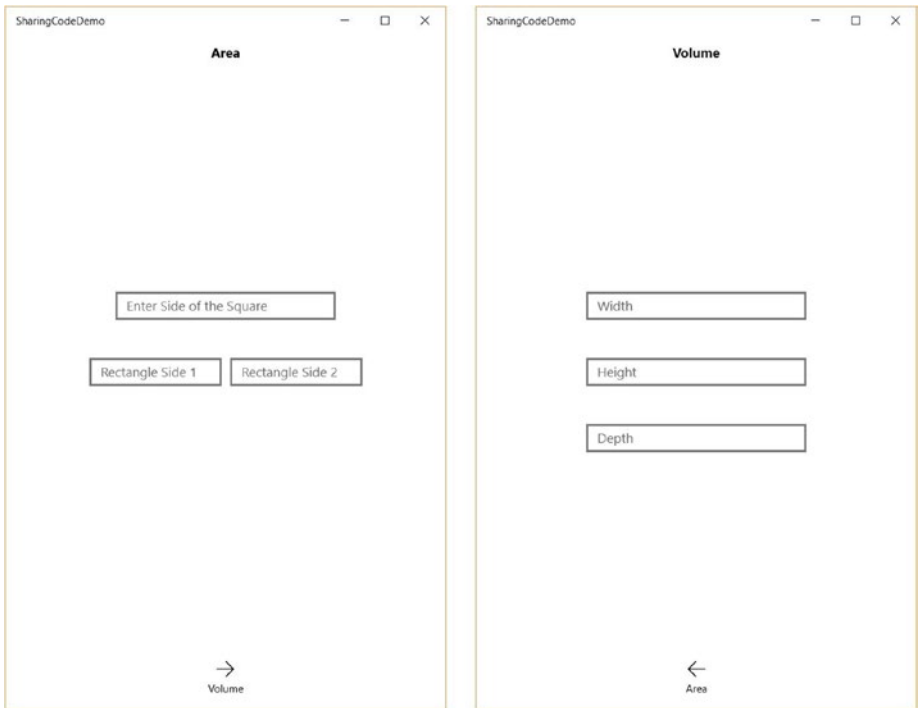 SharingCodeDemo
Area
Enter Side of the Square
Rectangle Side 1
Rectangle Side 2
Volume
SharingCodeDemo
Volume
Width
Height
Depth
Area